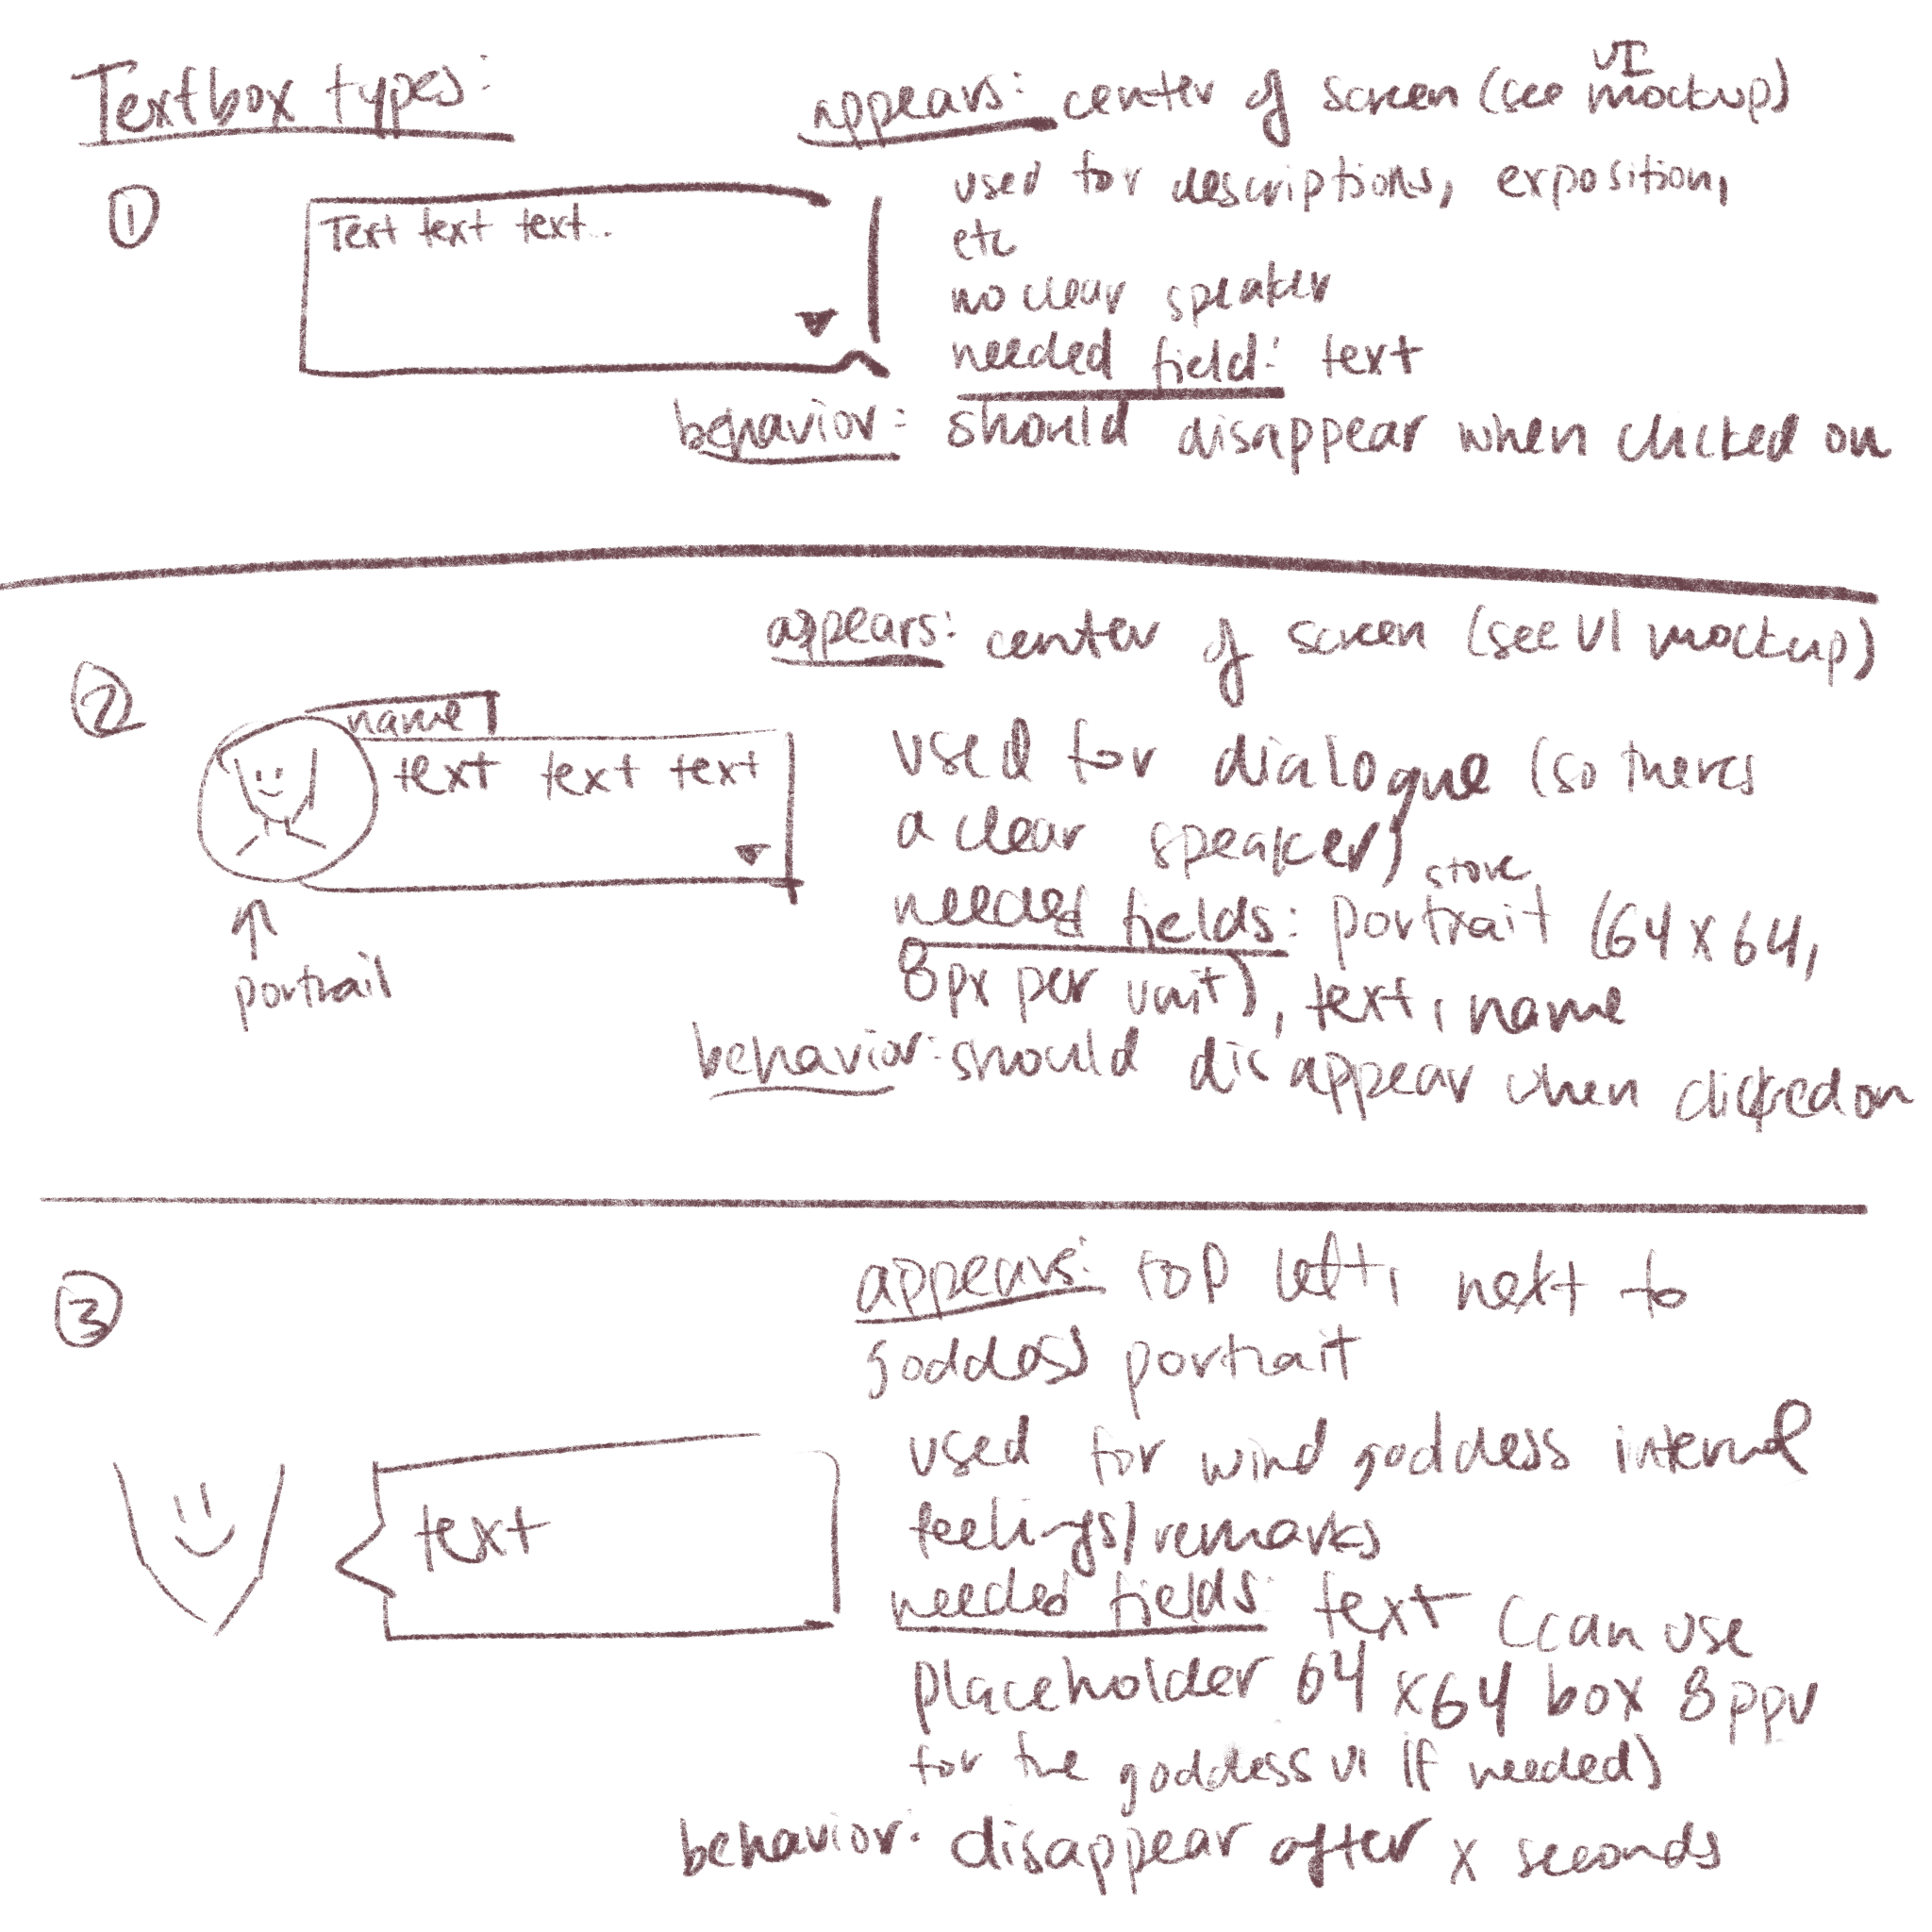 Textbox types:
appears: center of screen (see UI mockup)
①
Text text text...
used for descriptions, exposition,
etc
no clear speaker
needed field: text
behavior: should disappear when clicked on
appears: center of screen (see UI mockup)
②
name
text text text
portrait
used for dialogue (so theres
a clear speaker)
needed fields: store portrait (64x64,
8px per unit), text, name
behavior: should disappear when clicked on
③
appears: top left, next to
goddess portrait
text
used for wind goddess internal
feelings/remarks
needed fields: text (can use
placeholder 64x64 box 8ppu
for the goddess UI if needed)
behavior: disappear after x seconds